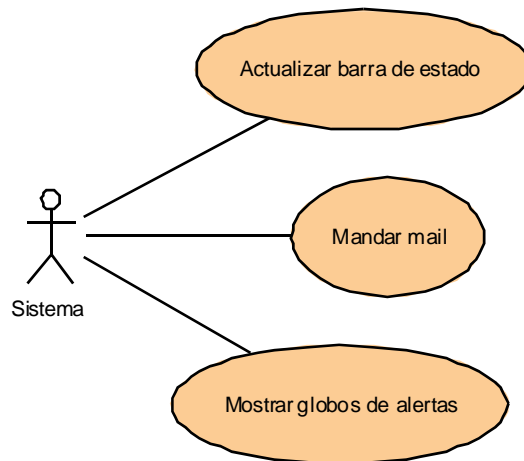 Actualizar barra de estado
Mandar mail
Sistema
Mostrar globos de alertas